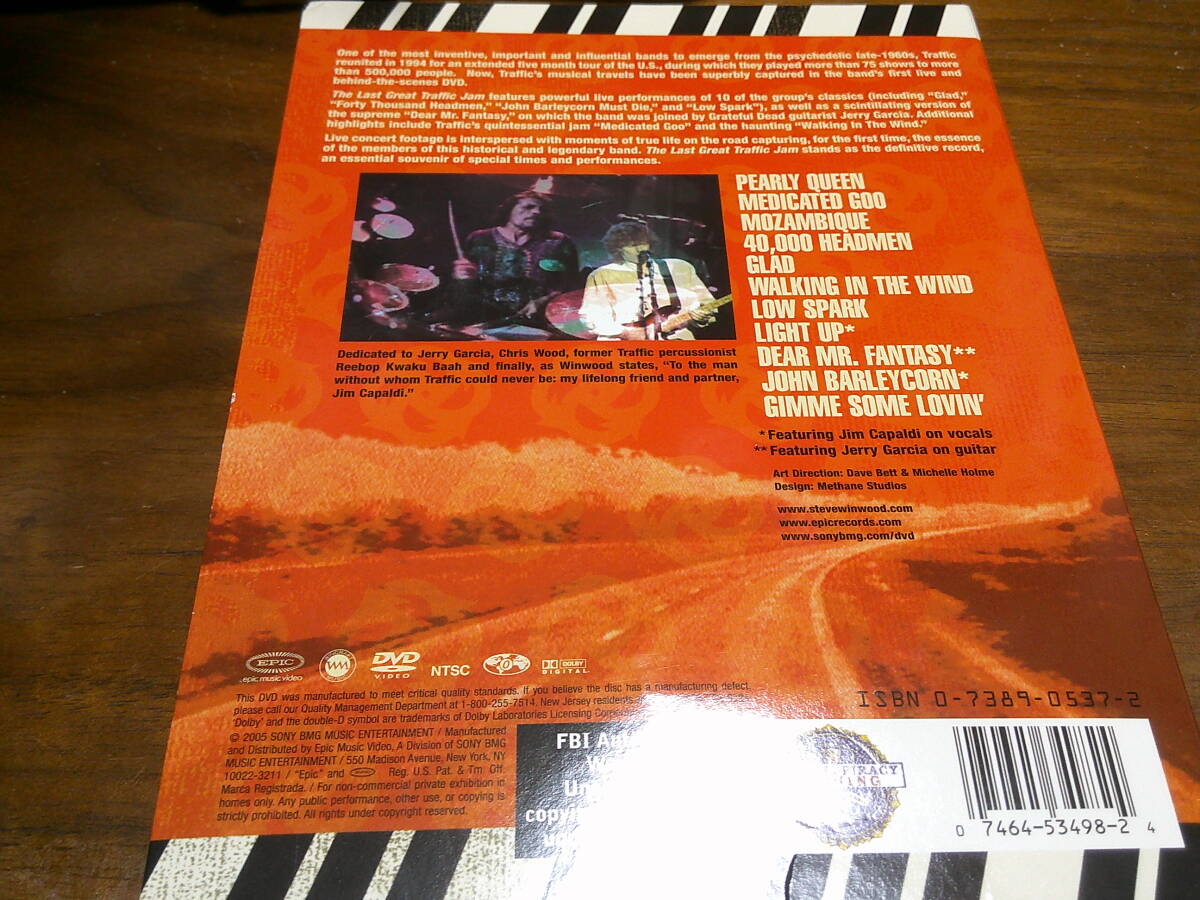 One of the most inventive, important and influential bands to emerge from the psychedelic late-1960s, Traffic
reunited in 1994 for an extended five month tour of the U.S., during which they played more than 75 shows to more
than 500,000 people. Now, Traffic's musical travels have been superbly captured in the band's first live and
behind-the-scenes DVD.
The Last Great Traffic Jam features powerful live performances of 10 of the group's classics (including "Glad,"
"Forty Thousand Headmen," "John Barleycorn Must Die," and "Low Spark"), as well as a scintillating version of
the supreme "Dear Mr. Fantasy," on which the band was joined by Grateful Dead guitarist Jerry Garcia. Additional
highlights include Traffic's quintessential jam "Medicated Goo" and the haunting "Walking In The Wind."
Live concert footage is interspersed with moments of true life on the road capturing, for the first time, the essence
of the members of this historical and legendary band. The Last Great Traffic Jam stands as the definitive record,
an essential souvenir of special times and performances.
PEARLY QUEEN
MEDICATED GOO
MOZAMBIQUE
40,000 HEADMEN
GLAD
WALKING IN THE WIND
LOW SPARK
LIGHT UP*
DEAR MR. FANTASY**
JOHN BARLEYCORN*
GIMME SOME LOVIN'
Dedicated to Jerry Garcia, Chris Wood, former Traffic percussionist
Reebop Kwaku Baah and finally, as Winwood states, "To the man
without whom Traffic could never be: my lifelong friend and partner,
Jim Capaldi."
*Featuring Jim Capaldi on vocals
**Featuring Jerry Garcia on guitar
Art Direction: Dave Bett & Michelle Holme
Design: Methane Studios
www.stevewinwood.com
www.epicrecords.com
www.sonybmg.com/dvd
EPIC
epic music video
DVD
VIDEO
NTSC
0
DOLBY
DIGITAL
This DVD was manufactured to meet critical quality standards. If you believe the disc has a manufacturing defect,
please call our Quality Management Department at 1-800-255-7514. New Jersey residents
'Dolby' and the double-D symbol are trademarks of Dolby Laboratories Licensing
© 2005 SONY BMG MUSIC ENTERTAINMENT / Manufactured
and Distributed by Epic Music Video, A Division of SONY BMG
MUSIC ENTERTAINMENT / 550 Madison Avenue, New York, NY
10022-3211 / "Epic" and Reg. U.S. Pat. & Tm. Off.
Marca Registrada. / For non-commercial private exhibition in
homes only. Any public performance, other use, or copying is
strictly prohibited. All rights under copyright reserved.
ISBN 0-7389-0537-2
FBI
0 7464-53498-2 4